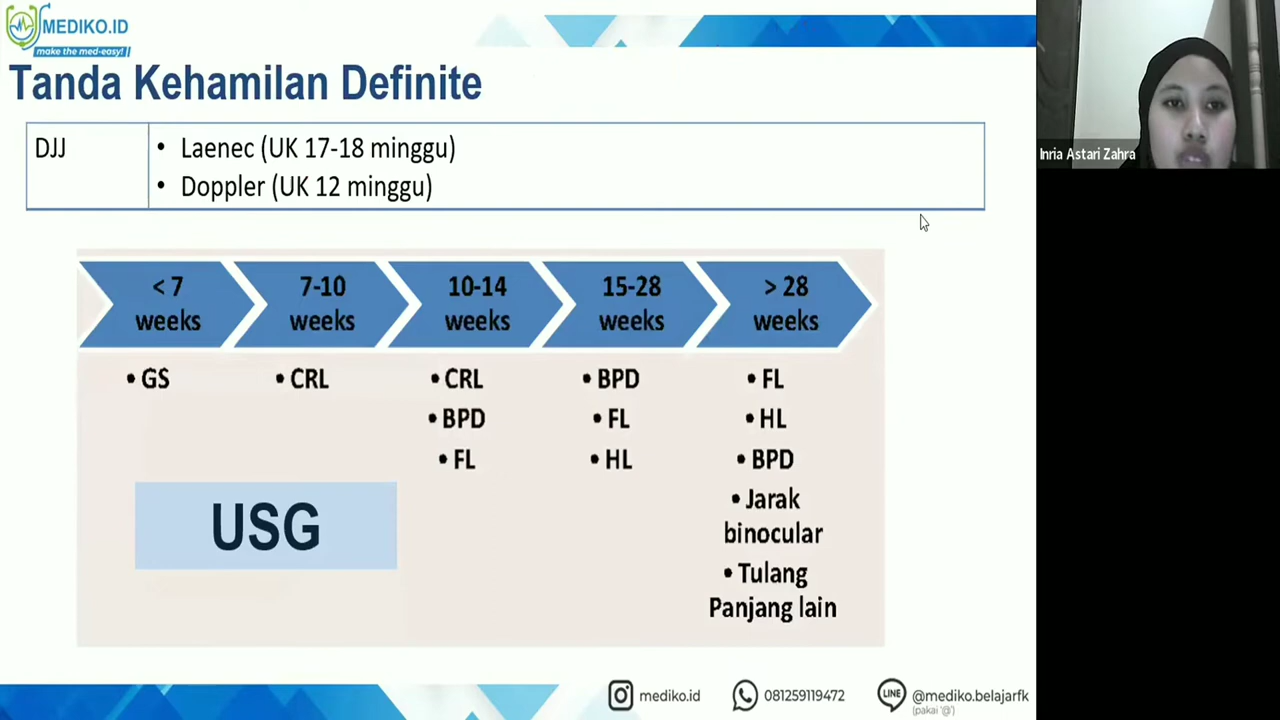 MEDIKO.ID
make the med-easy!
Tanda Kehamilan Definite
DJJ
• Laenec (UK 17-18 minggu)
• Doppler (UK 12 minggu)
Inria Astari Zahra
< 7
weeks
7-10
weeks
10-14
weeks
15-28
weeks
> 28
weeks
• GS
• CRL
• CRL
• BPD
• FL
• BPD
• FL
• HL
• FL
• HL
• BPD
• Jarak
binocular
• Tulang
Panjang lain
USG
mediko.id
081259119472
LINE
@mediko.belajarfk
(pakai '@')